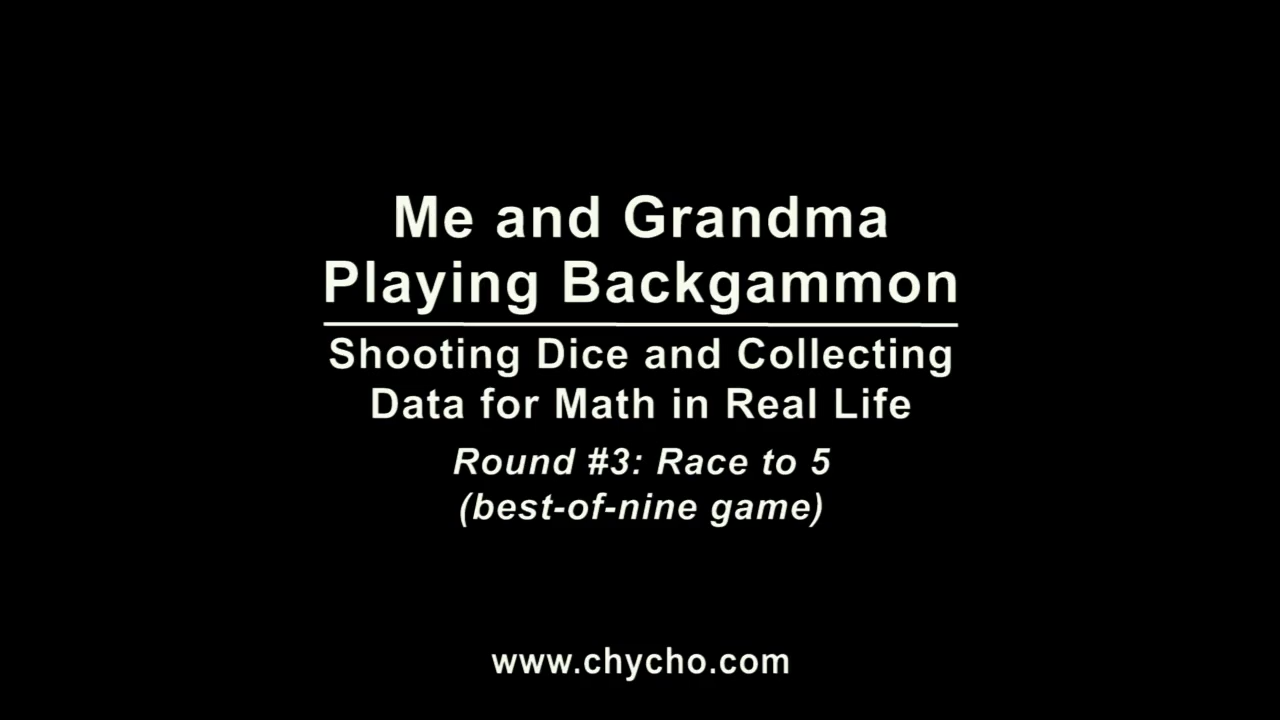 Me and Grandma
Playing Backgammon
Shooting Dice and Collecting
Data for Math in Real Life
Round #3: Race to 5
(best-of-nine game)
www.chycho.com